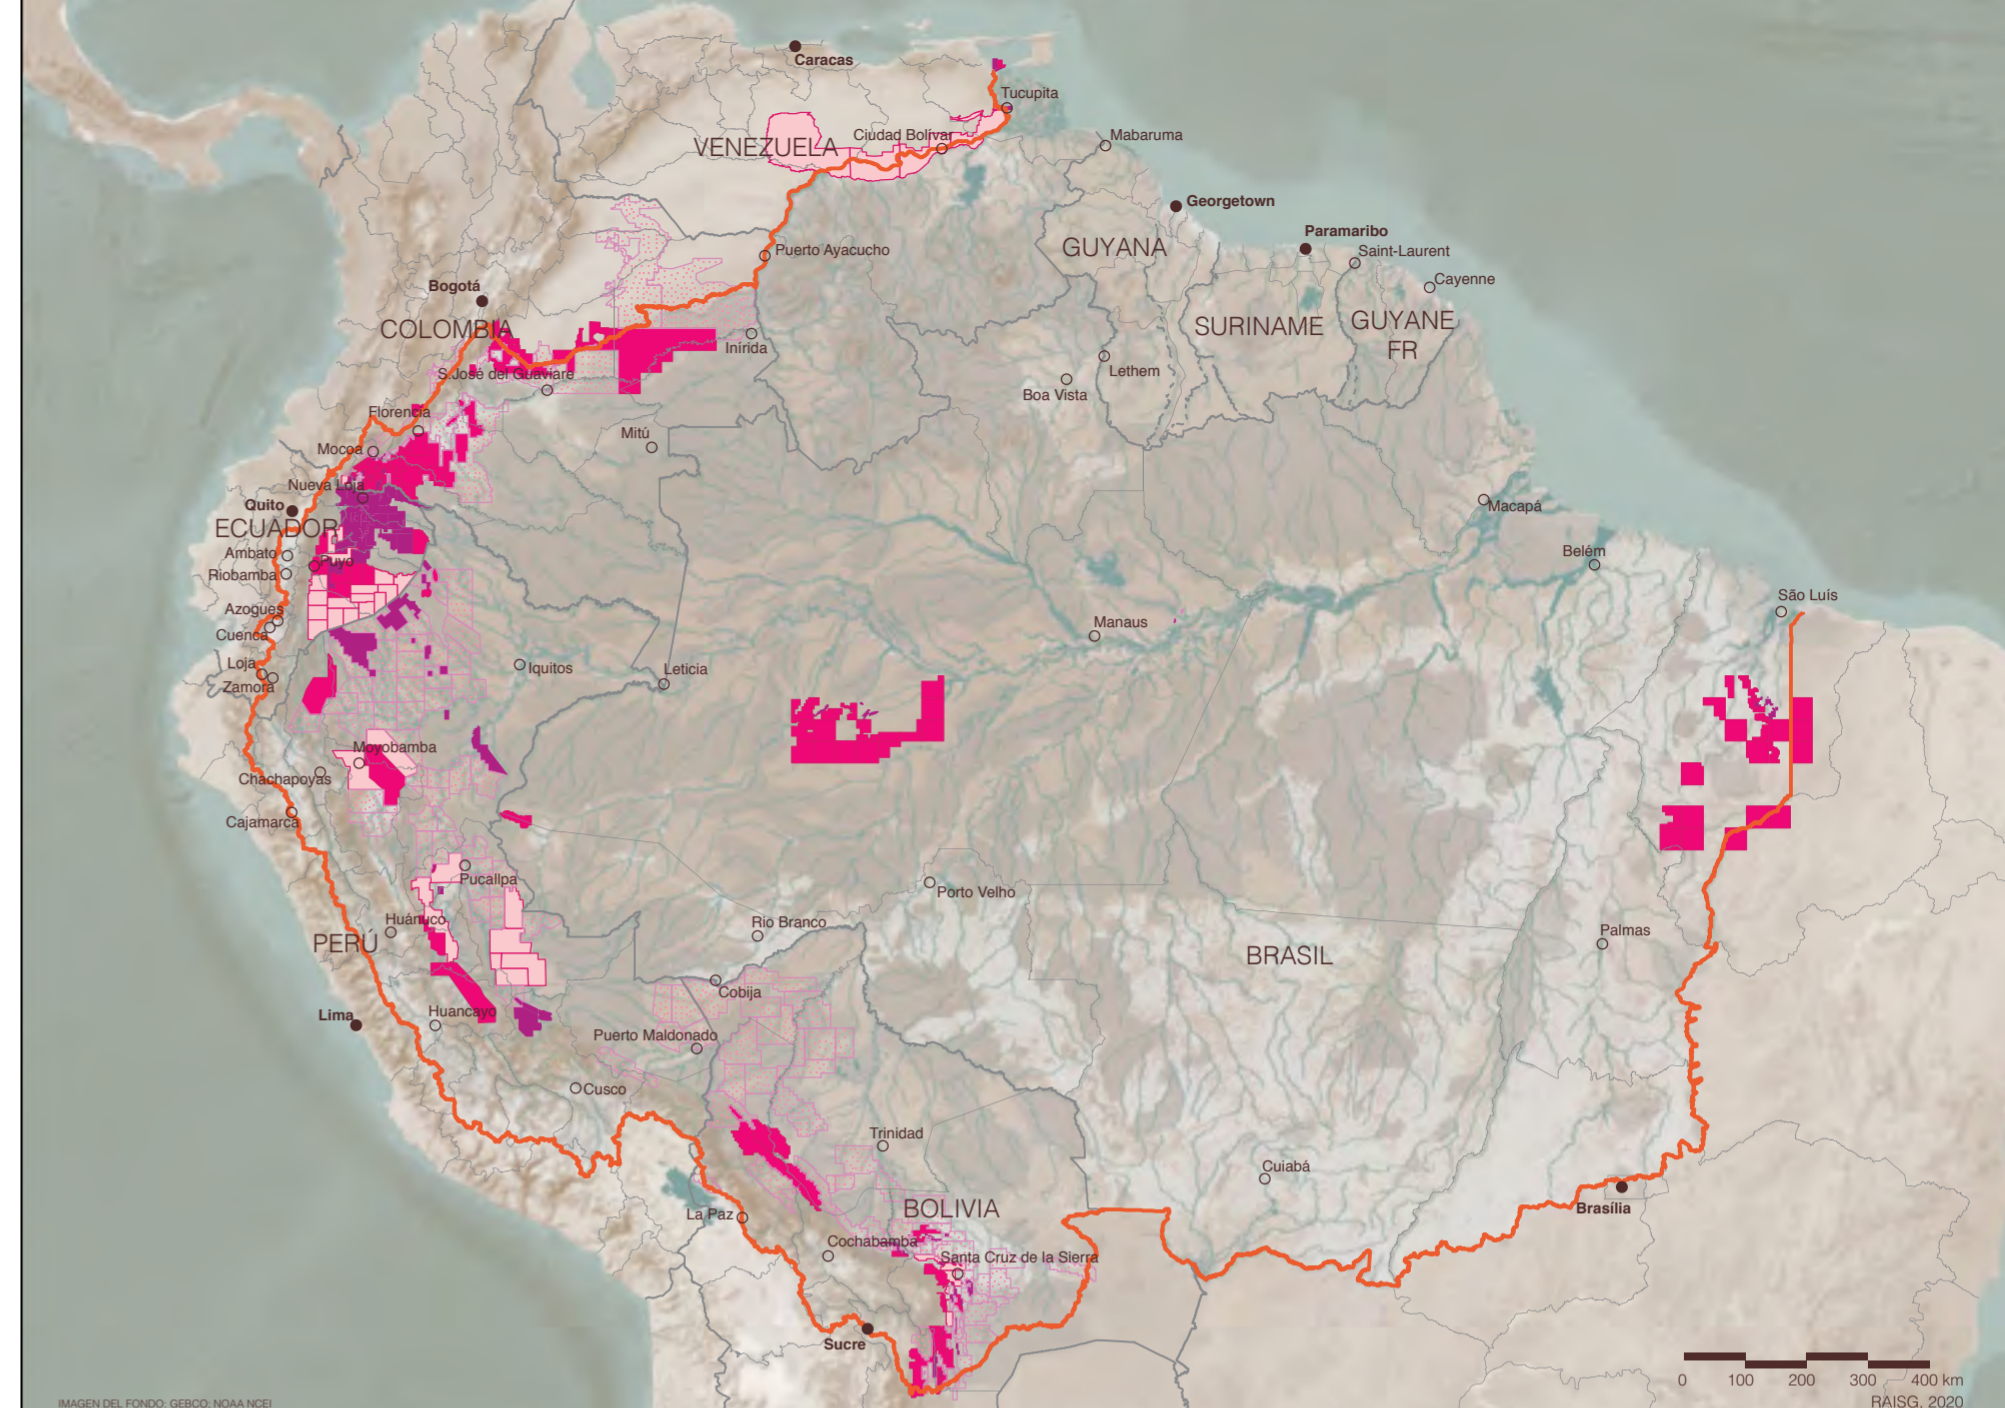 Caracas
Tucupita
VENEZUELA
Ciudad Bolívar
Mabaruma
Georgetown
Paramaribo
GUYANA
Puerto Ayacucho
Saint-Laurent
Cayenne
Bogotá
COLOMBIA
SURINAME
GUYANE
FR
Inírida
S.José del Guaviare
Lethem
Boa Vista
Florencia
Mitú
Mocoa
Nueva Loja
Quito
ECUADOR
Macapá
Ambato
Puyo
Belém
Riobamba
Azogues
São Luís
Cuenca
Manaus
Loja
Iquitos
Leticia
Zamora
Moyobamba
Chachapoyas
Cajamarca
Pucallpa
Porto Velho
Huánuco
Rio Branco
PERÚ
Palmas
BRASIL
Cobija
Lima
Huancayo
Puerto Maldonado
Cusco
Trinidad
Cuiabá
BOLIVIA
La Paz
Brasília
Cochabamba
Santa Cruz de la Sierra
Sucre
0 100 200 300 400 km
RAISG, 2020
IMAGEN DEL FONDO: GEBCO; NOAA NCEI